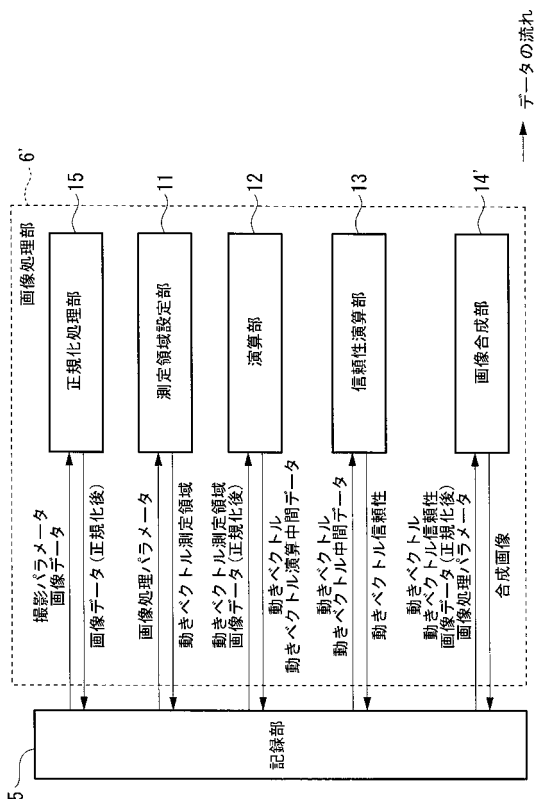 6'
画像処理部
15
正規化処理部
撮影パラメータ
画像データ
画像データ(正規化後)
11
測定領域設定部
画像処理パラメータ
動きベクトル測定領域
12
演算部
動きベクトル測定領域
画像データ(正規化後)
動きベクトル
動きベクトル演算中間データ
13
信頼性演算部
動きベクトル
動きベクトル中間データ
動きベクトル信頼性
14'
画像合成部
動きベクトル
動きベクトル信頼性
画像データ(正規化後)
画像処理パラメータ
合成画像
5
記録部
データの流れ